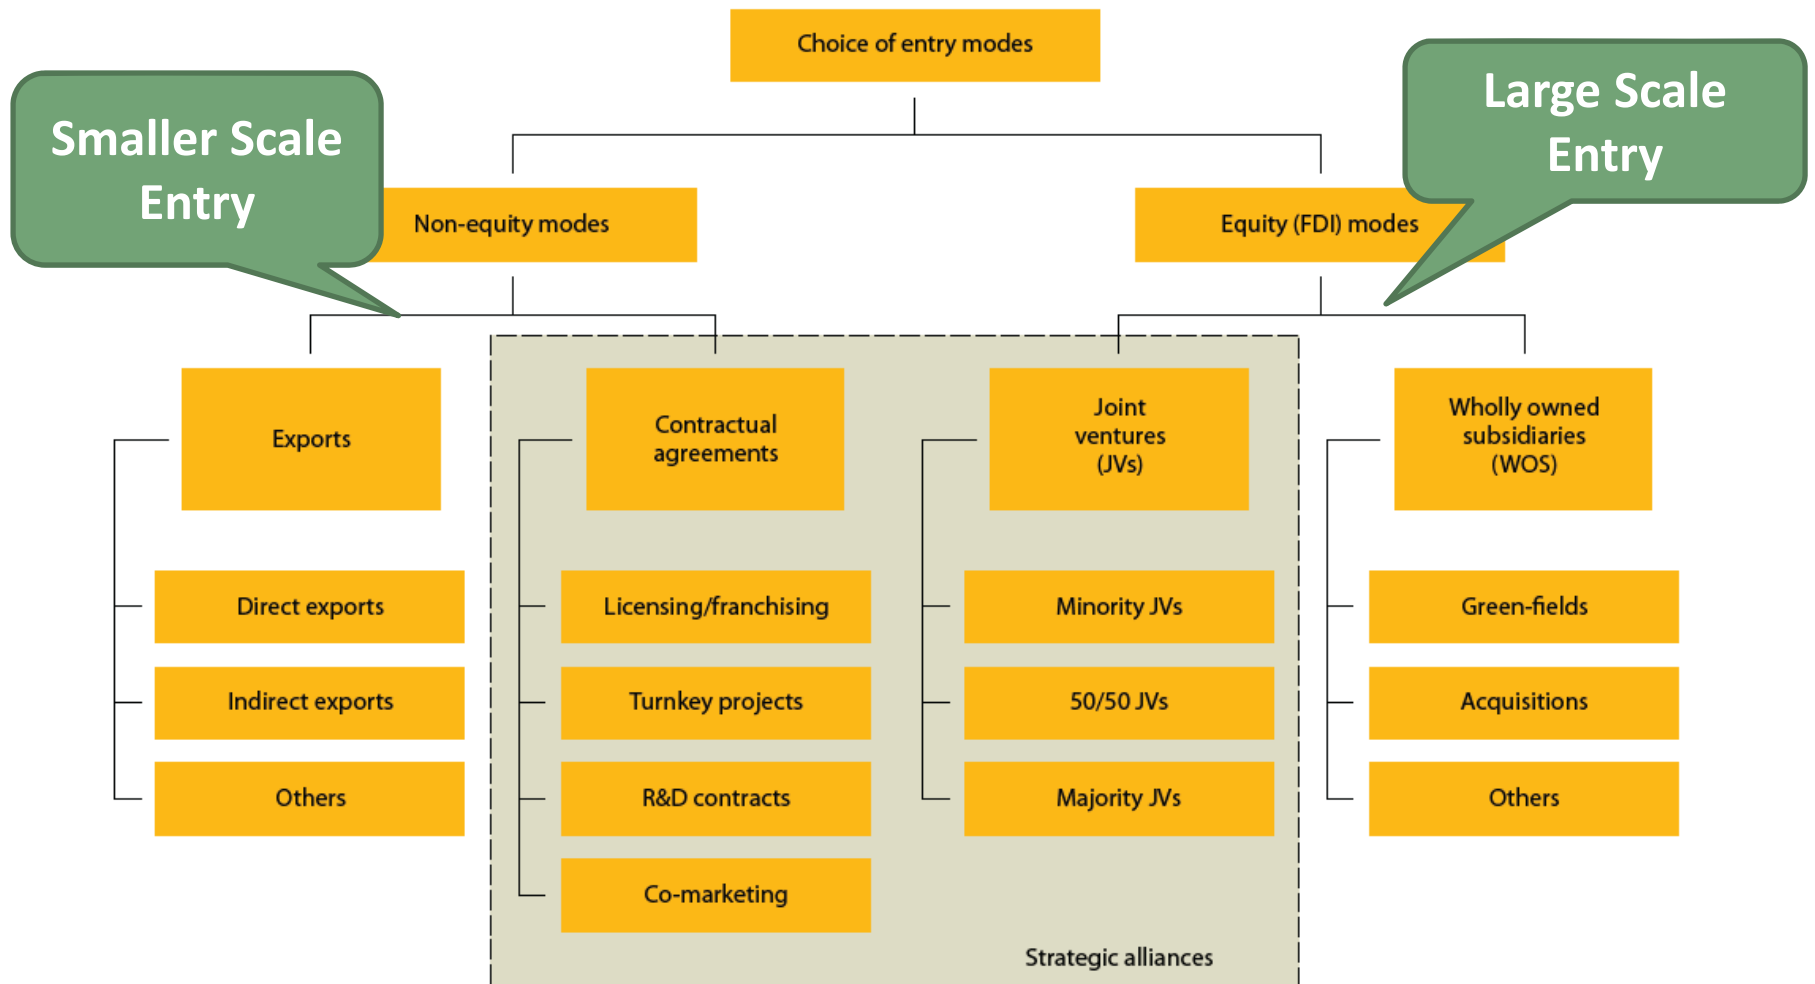 Choice of entry modes
Smaller Scale
Entry
Large Scale
Entry
Non-equity modes
Equity (FDI) modes
Exports
Direct exports
Indirect exports
Others
Contractual
agreements
Licensing/franchising
Turnkey projects
R&D contracts
Co-marketing
Joint
ventures
(JVs)
Minority JVs
50/50 JVs
Majority JVs
Strategic alliances
Wholly owned
subsidiaries
(WOS)
Green-fields
Acquisitions
Others